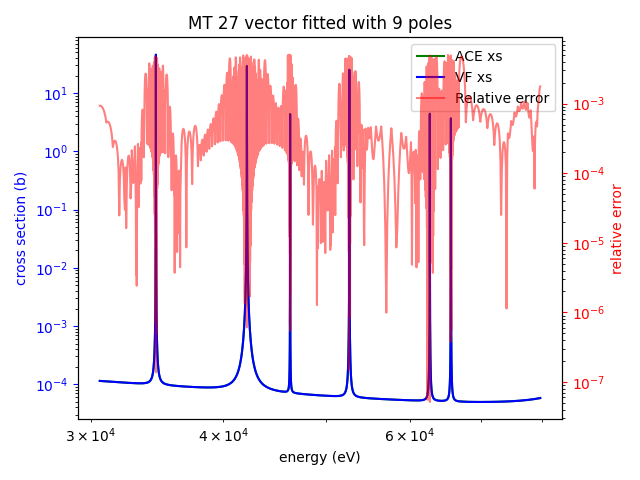 MT 27 vector fitted with 9 poles
ACE xs
VF xs
Relative error
cross section (b)
10¹
10⁰
10⁻¹
10⁻²
10⁻³
10⁻⁴
10⁻³
10⁻⁴
10⁻⁵
10⁻⁶
10⁻⁷
relative error
3 × 10⁴ 4 × 10⁴ 6 × 10⁴
energy (eV)